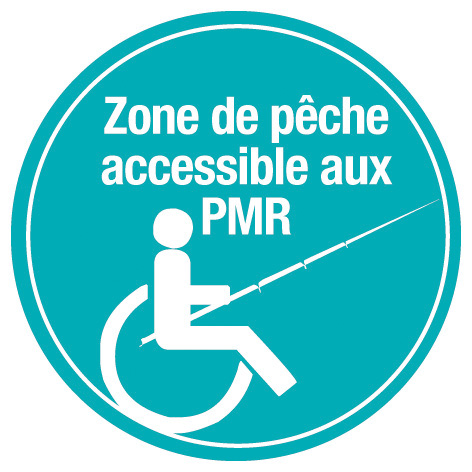 Zone de pêche
accessible aux
PMR